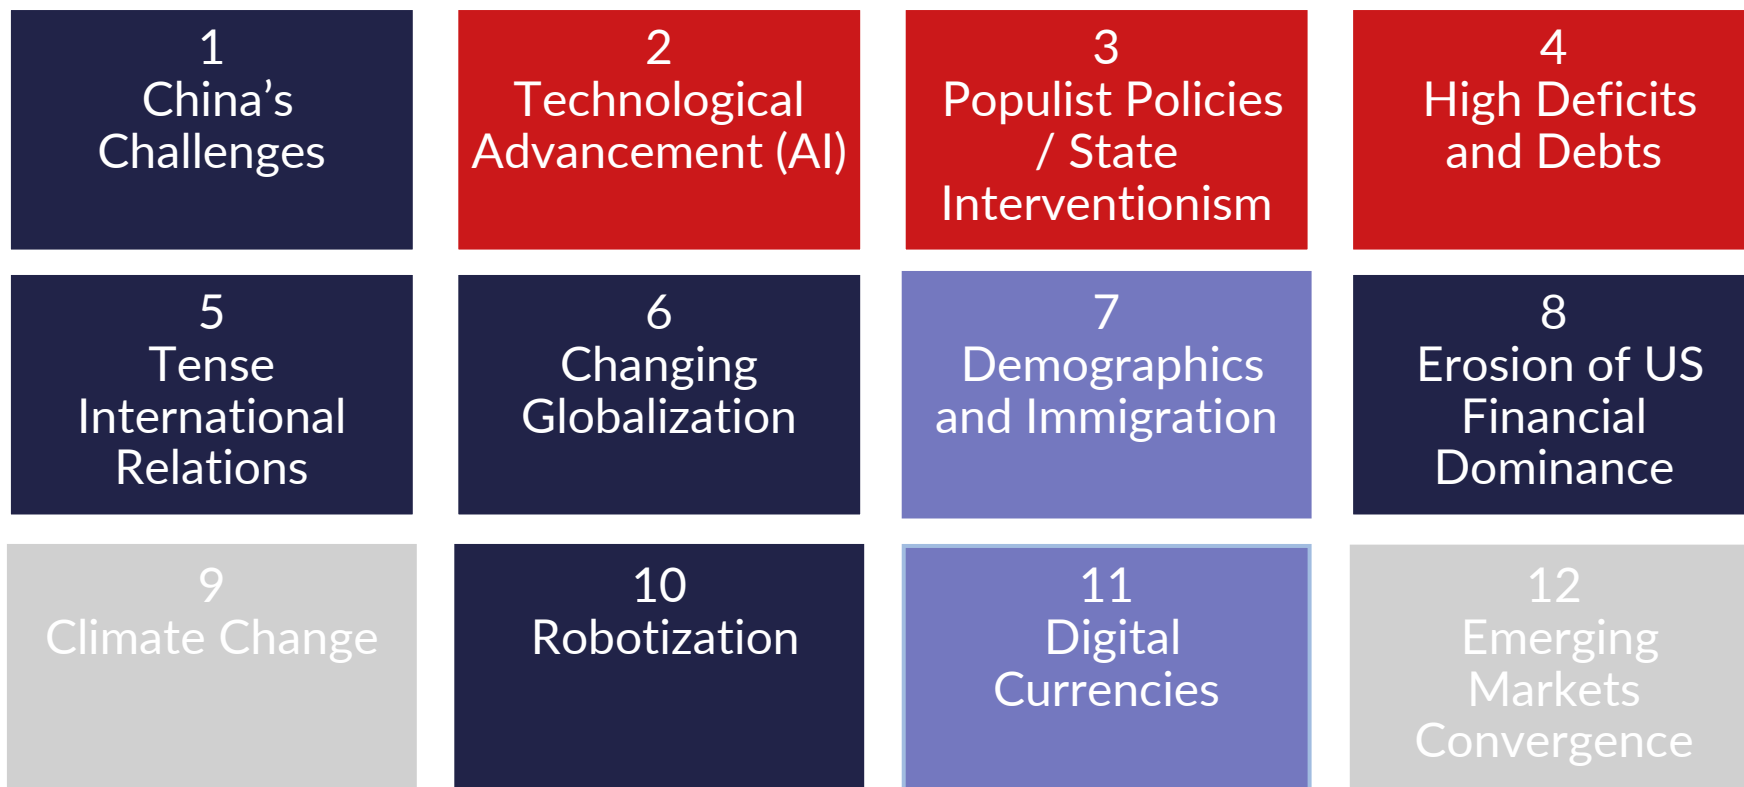 1
China’s
Challenges
2
Technological
Advancement (AI)
3
Populist Policies
/ State
Interventionism
4
High Deficits
and Debts
5
Tense
International
Relations
6
Changing
Globalization
7
Demographics
and Immigration
8
Erosion of US
Financial
Dominance
9
Climate Change
10
Robotization
11
Digital
Currencies
12
Emerging
Markets
Convergence